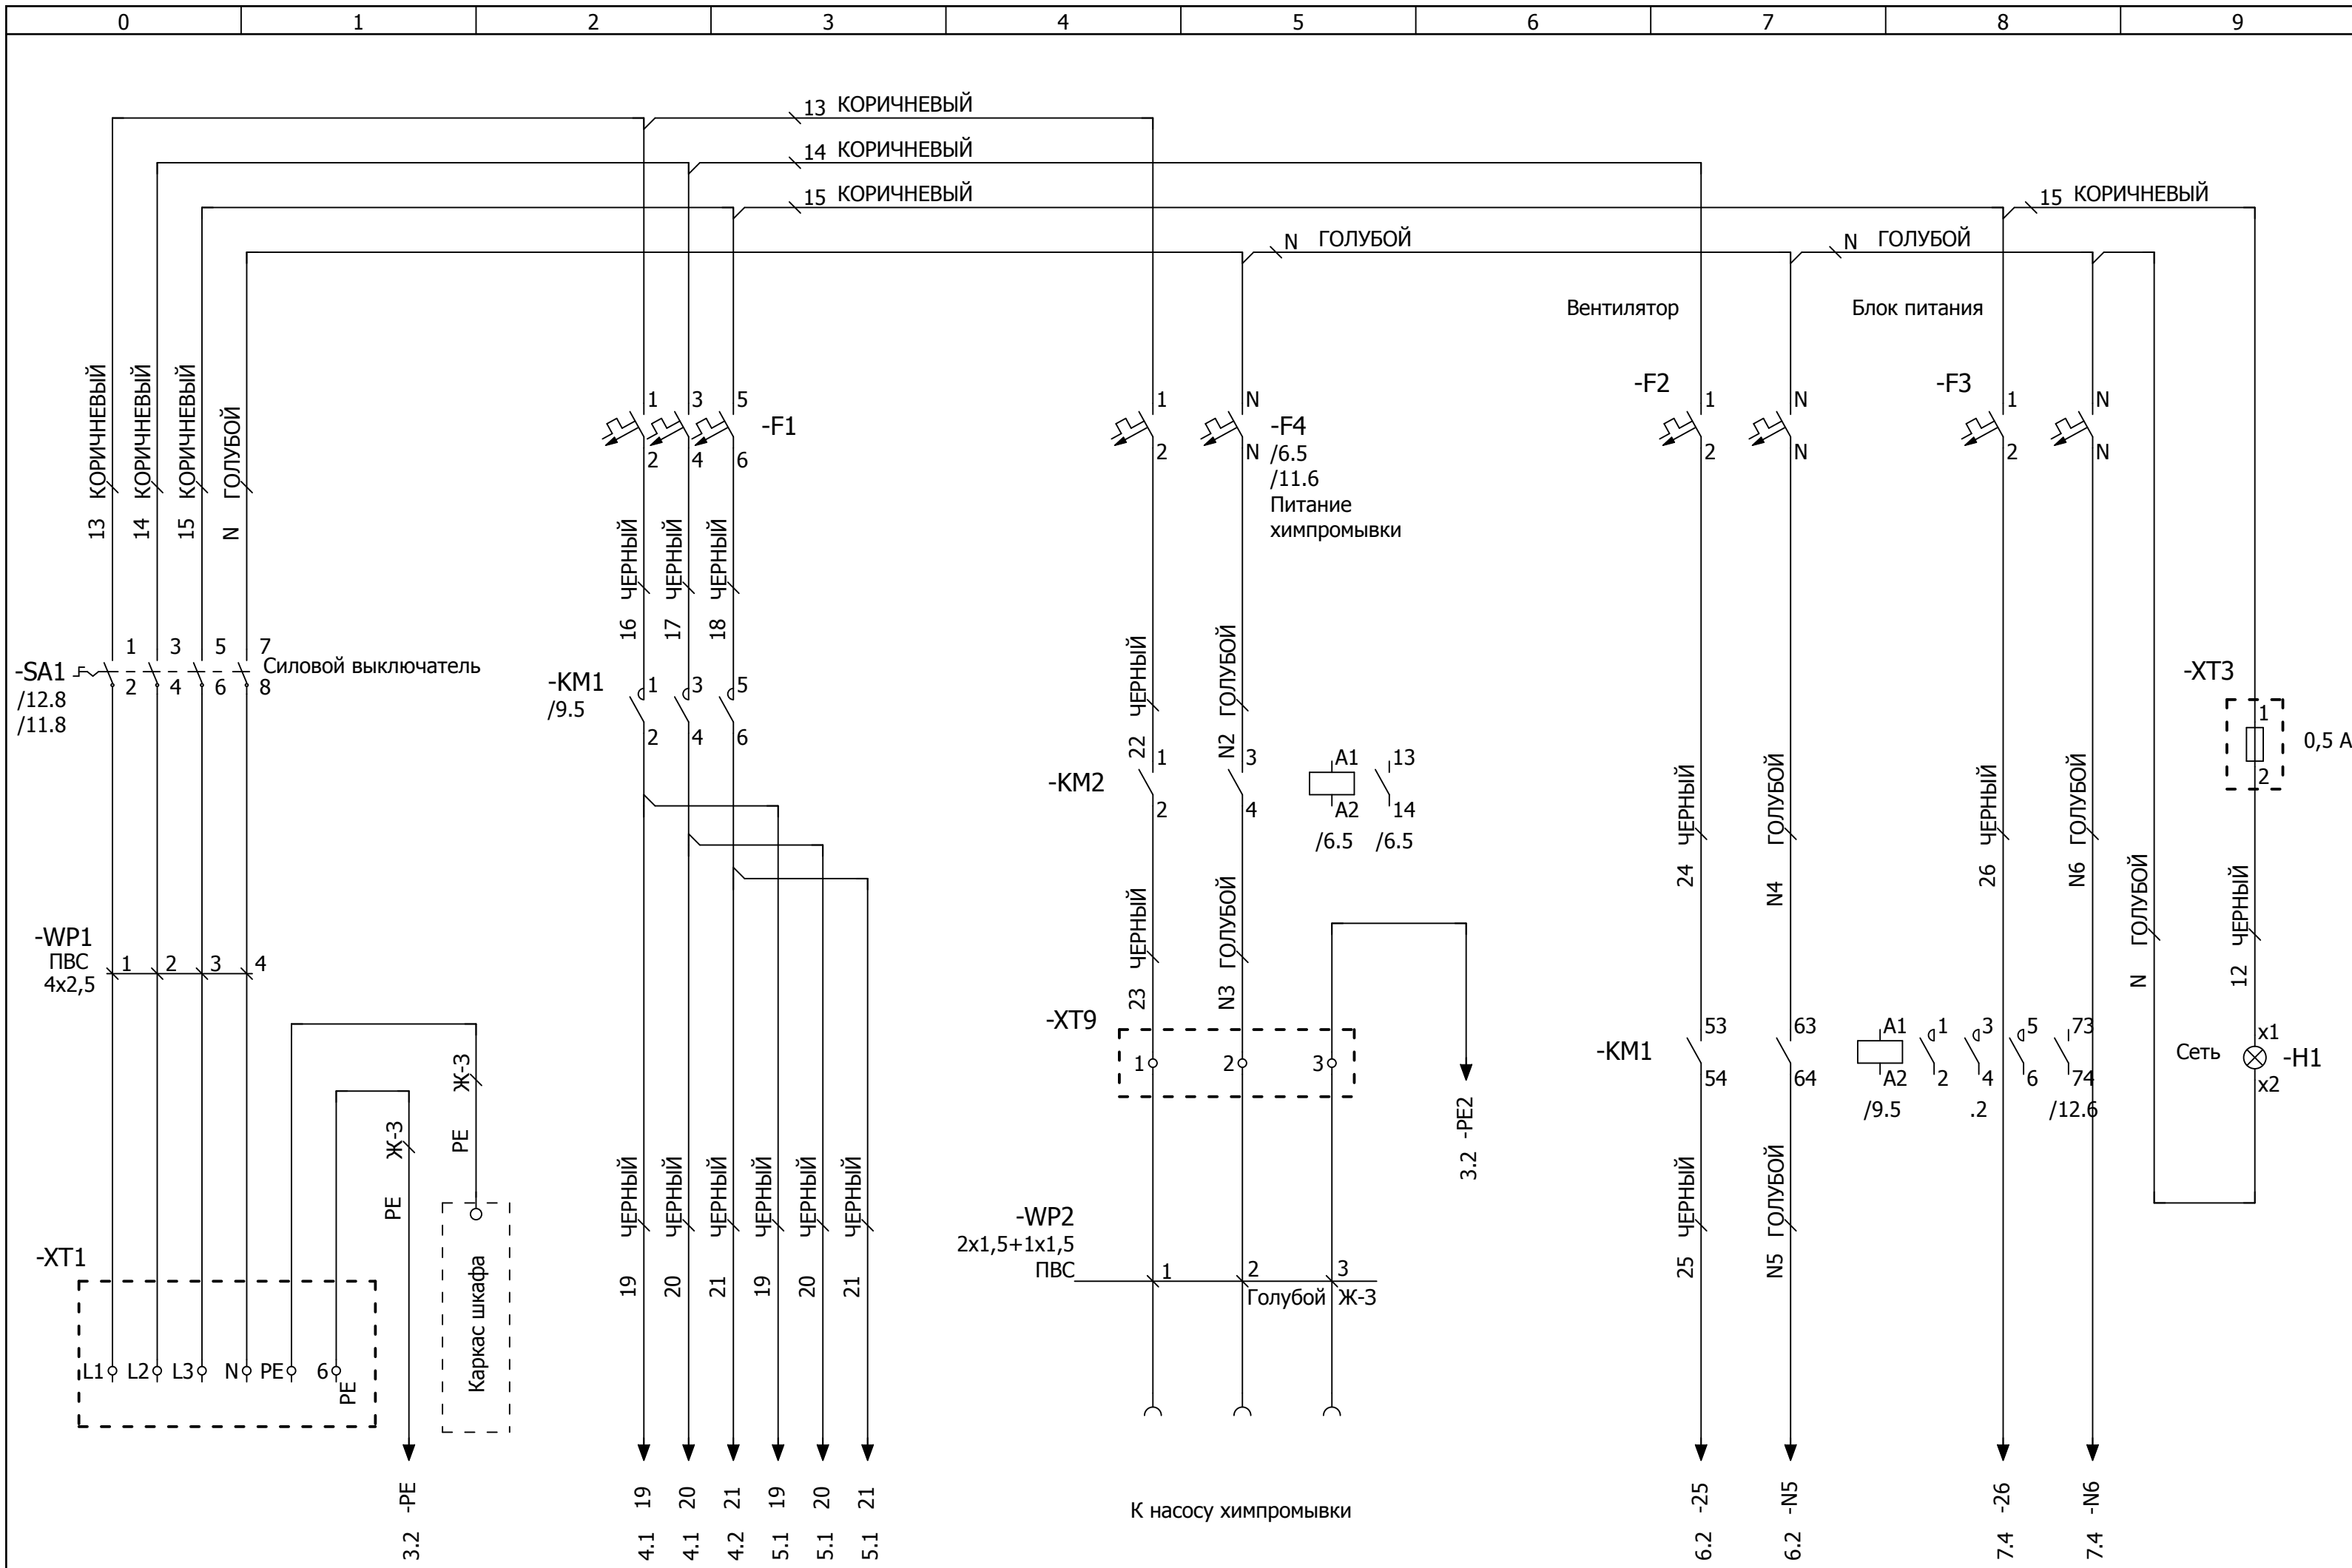 0 1 2 3 4 5 6 7 8 9
13 КОРИЧНЕВЫЙ
14 КОРИЧНЕВЫЙ
15 КОРИЧНЕВЫЙ
15 КОРИЧНЕВЫЙ
N ГОЛУБОЙ
N ГОЛУБОЙ
Вентилятор
Блок питания
13 КОРИЧНЕВЫЙ
14 КОРИЧНЕВЫЙ
15 КОРИЧНЕВЫЙ
N ГОЛУБОЙ
-SA1
/12.8
/11.8
1 3 5 7
2 4 6 8
Силовой выключатель
-WP1
ПВС
4x2,5
1 2 3 4
Ж-З
PE
Ж-З
PE
-XT1
L1 L2 L3 N PE 6
PE
Каркас шкафа
3.2 -PE
1 3 5
-F1
2 4 6
16 ЧЕРНЫЙ
17 ЧЕРНЫЙ
18 ЧЕРНЫЙ
-KM1
/9.5
1 3 5
2 4 6
19 ЧЕРНЫЙ
20 ЧЕРНЫЙ
21 ЧЕРНЫЙ
19 ЧЕРНЫЙ
20 ЧЕРНЫЙ
21 ЧЕРНЫЙ
4.1 19
4.1 20
4.2 21
5.1 19
5.1 20
5.1 21
1 N
2 N
-F4
/6.5
/11.6
Питание
химпромывки
22 ЧЕРНЫЙ
N2 ГОЛУБОЙ
-KM2
1 3
2 4
A1 13
A2 14
/6.5 /6.5
23 ЧЕРНЫЙ
N3 ГОЛУБОЙ
-XT9
1 2 3
3.2 -PE2
-WP2
2x1,5+1x1,5
ПВС
1 2 3
Голубой Ж-З
К насосу химпромывки
-F2
1 N
2 N
24 ЧЕРНЫЙ
N4 ГОЛУБОЙ
-KM1
53 63
54 64
25 ЧЕРНЫЙ
N5 ГОЛУБОЙ
6.2 -25
6.2 -N5
-F3
1 N
2 N
26 ЧЕРНЫЙ
N6 ГОЛУБОЙ
A1 1 3 5 73
A2 2 4 6 74
/9.5 .2 /12.6
7.4 -26
7.4 -N6
N ГОЛУБОЙ
-XT3
1
0,5 А
2
12 ЧЕРНЫЙ
x1
Сеть
-H1
x2